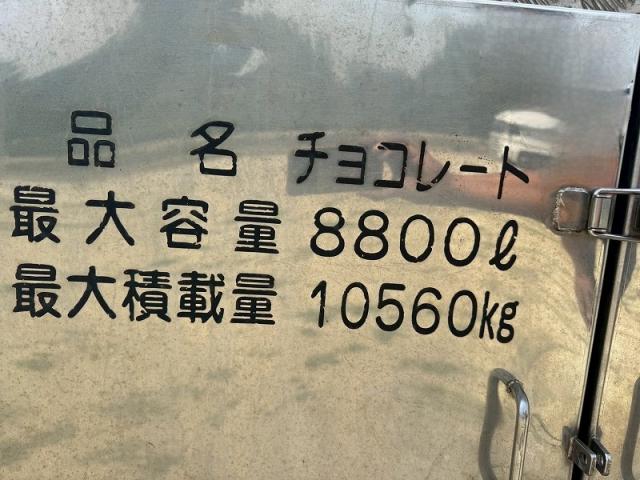 品名 チョコレート
最大容量 8800ℓ
最大積載量 10560kg